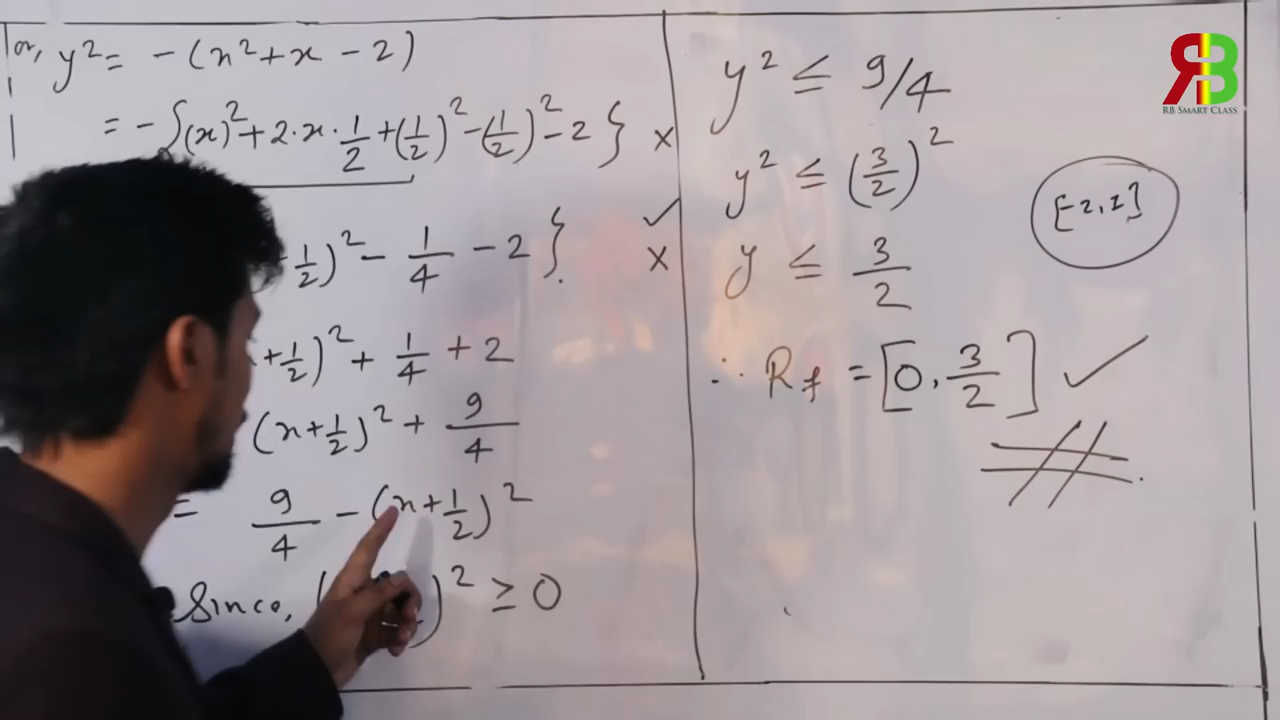 or, y² = - (x² + x - 2)
= - {(x)² + 2·x·1/2 + (1/2)² - (1/2)² - 2}
1/2)² - 1/4 - 2}
+ 1/2)² + 1/4 + 2
(x + 1/2)² + 9/4
= 9/4 - (x + 1/2)²
Since, ( )² ≥ 0
y² ≤ 9/4
y² ≤ (3/2)²
y ≤ 3/2
∴ Rf = [0, 3/2] ✓
[-2, 2]
RB
RB SMART CLASS